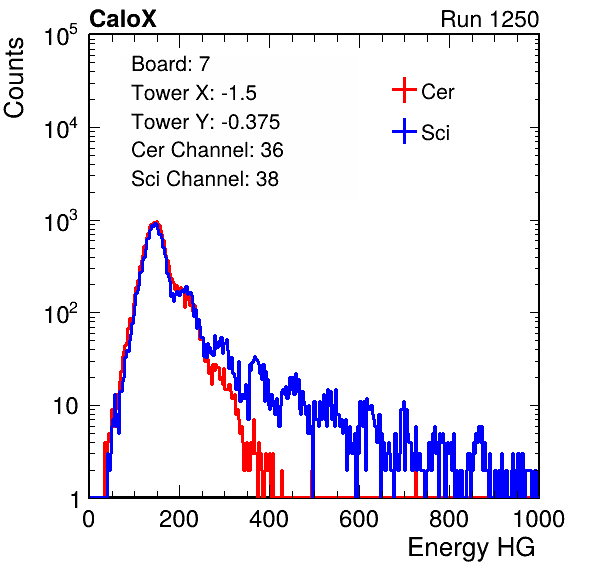 CaloX Run 1250
Counts
10^5
10^4
10^3
10^2
10
1
Board: 7
Tower X: -1.5
Tower Y: -0.375
Cer Channel: 36
Sci Channel: 38
Cer
Sci
0 200 400 600 800 1000
Energy HG